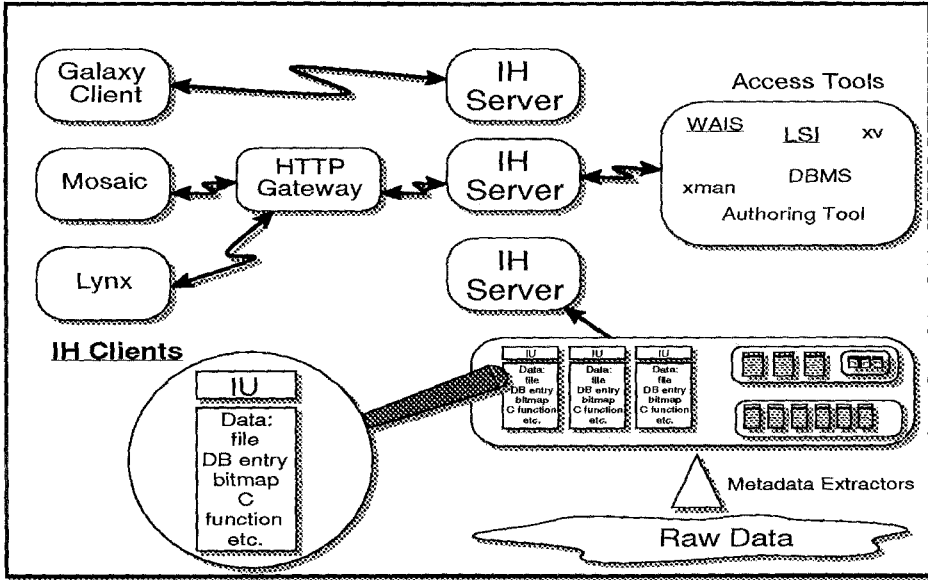 Galaxy
Client
IH
Server
Access Tools
WAIS
LSI
xv
xman
DBMS
Authoring Tool
Mosaic
HTTP
Gateway
IH
Server
Lynx
IH
Server
IH Clients
IU
Data:
file
DB entry
bitmap
C
function
etc.
IU
Data:
file
DB entry
bitmap
C function
etc.
IU
Data:
file
DB entry
bitmap
C function
etc.
IU
Data:
file
DB entry
bitmap
C function
etc.
Metadata Extractors
Raw Data